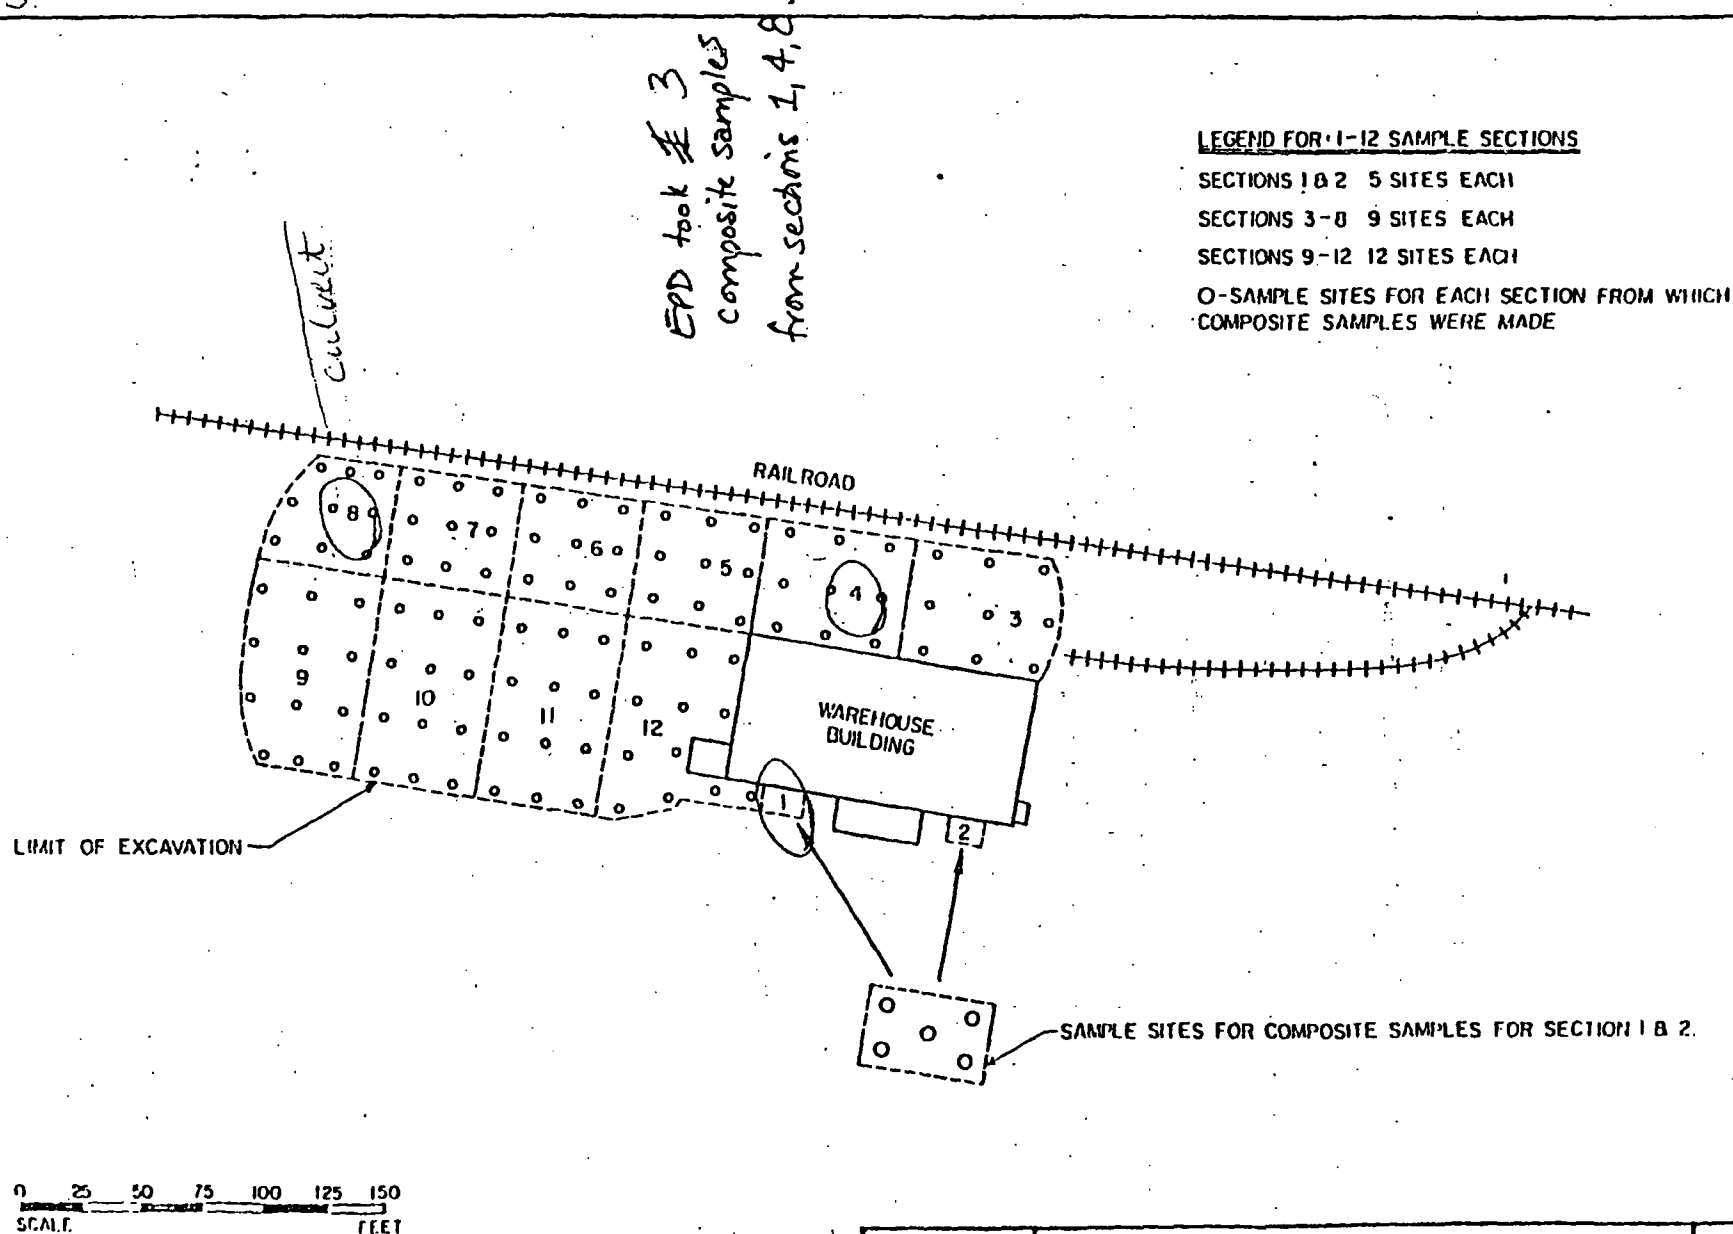 EPD took 3
composite samples
from sections 1, 4, 8
LEGEND FOR 1-12 SAMPLE SECTIONS
SECTIONS 1 & 2 5 SITES EACH
SECTIONS 3-8 9 SITES EACH
SECTIONS 9-12 12 SITES EACH
O-SAMPLE SITES FOR EACH SECTION FROM WHICH
COMPOSITE SAMPLES WERE MADE
culvert
RAILROAD
8
7
6
5
4
3
9
10
11
12
WAREHOUSE
BUILDING
1
2
LIMIT OF EXCAVATION
SAMPLE SITES FOR COMPOSITE SAMPLES FOR SECTION 1 & 2.
0 25 50 75 100 125 150
SCALE FEET